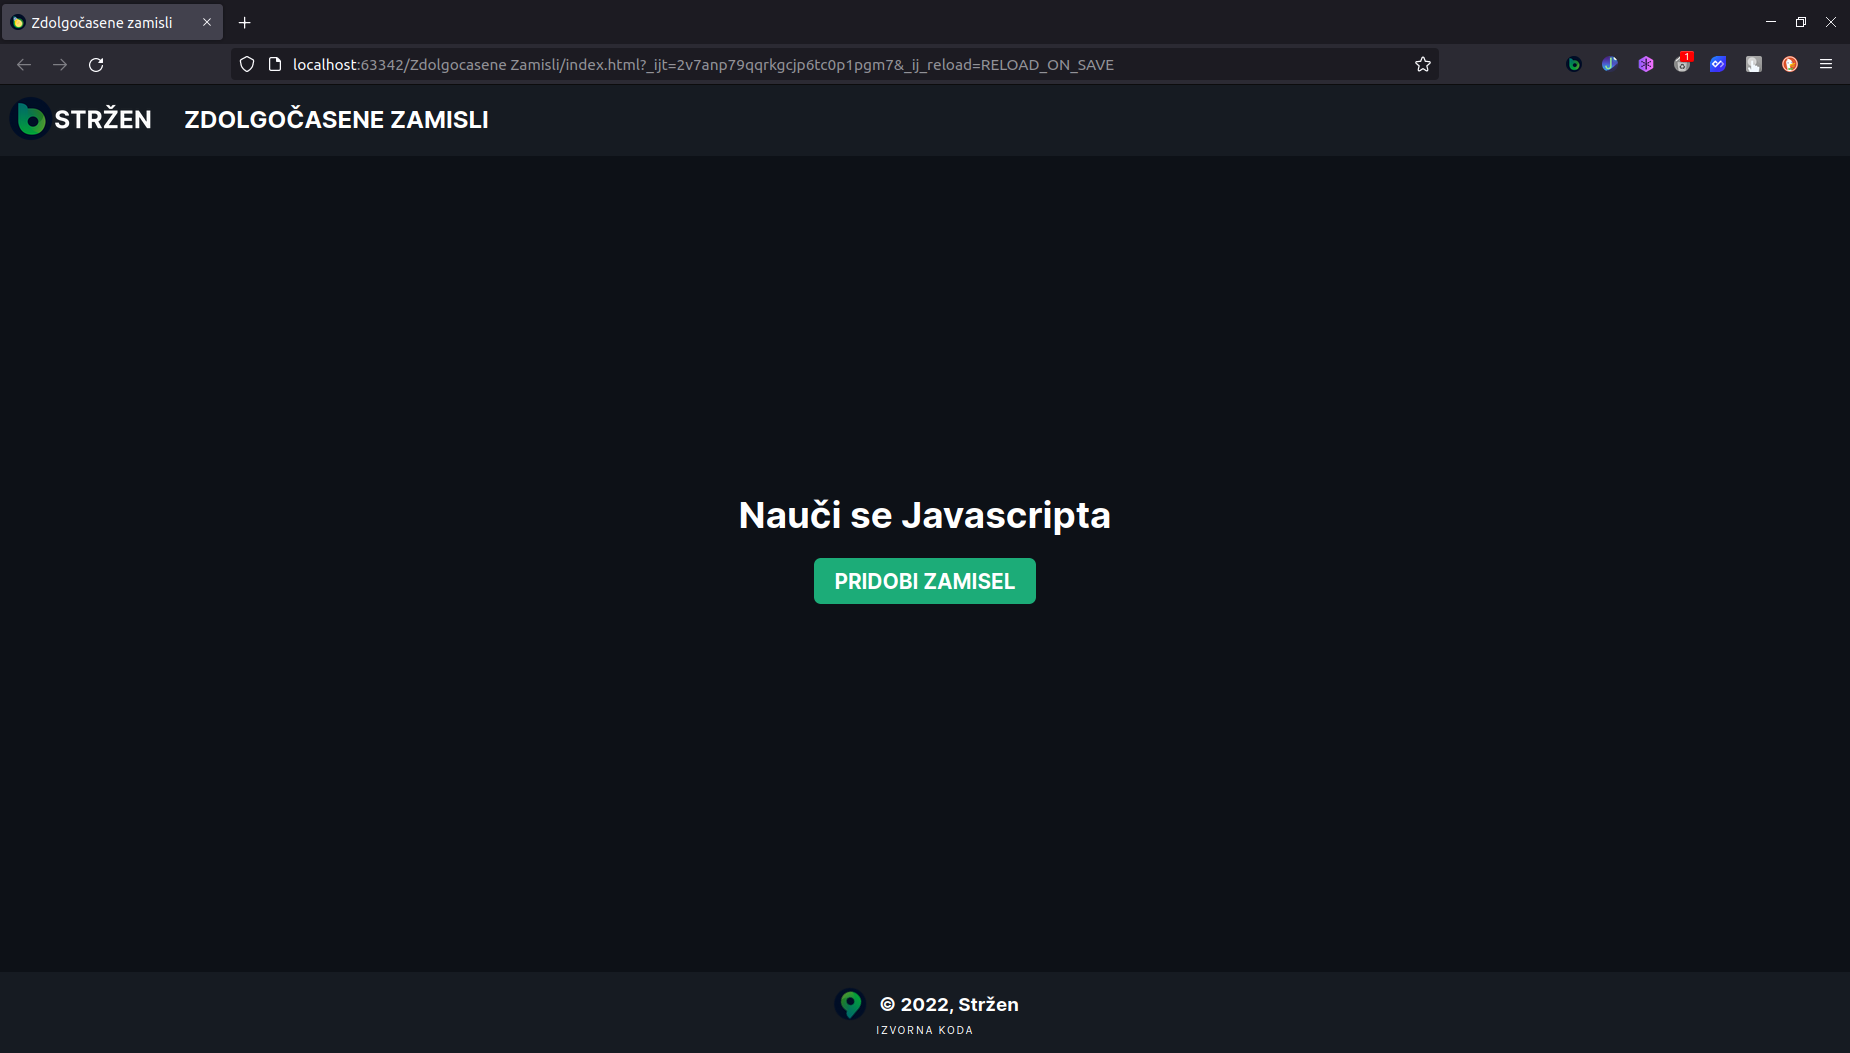 Zdolgočasene zamisli
localhost:63342/Zdolgocasene Zamisli/index.html?_ijt=2v7anp79qqrkgcjp6tc0p1pgm7&_ij_reload=RELOAD_ON_SAVE
1
STRŽEN ZDOLGOČASENE ZAMISLI
Nauči se Javascripta
PRIDOBI ZAMISEL
© 2022, Stržen
IZVORNA KODA